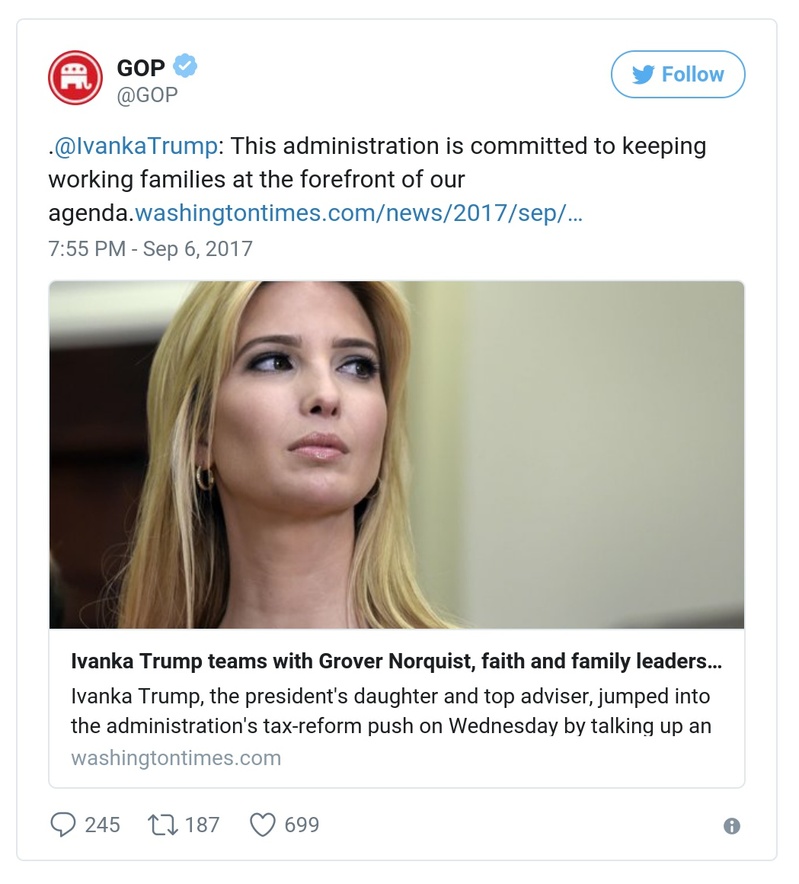 GOP
@GOP
Follow
.@IvankaTrump: This administration is committed to keeping
working families at the forefront of our
agenda.washingtontimes.com/news/2017/sep/…
7:55 PM - Sep 6, 2017
Ivanka Trump teams with Grover Norquist, faith and family leaders…
Ivanka Trump, the president's daughter and top adviser, jumped into
the administration's tax-reform push on Wednesday by talking up an
washingtontimes.com
245 187 699